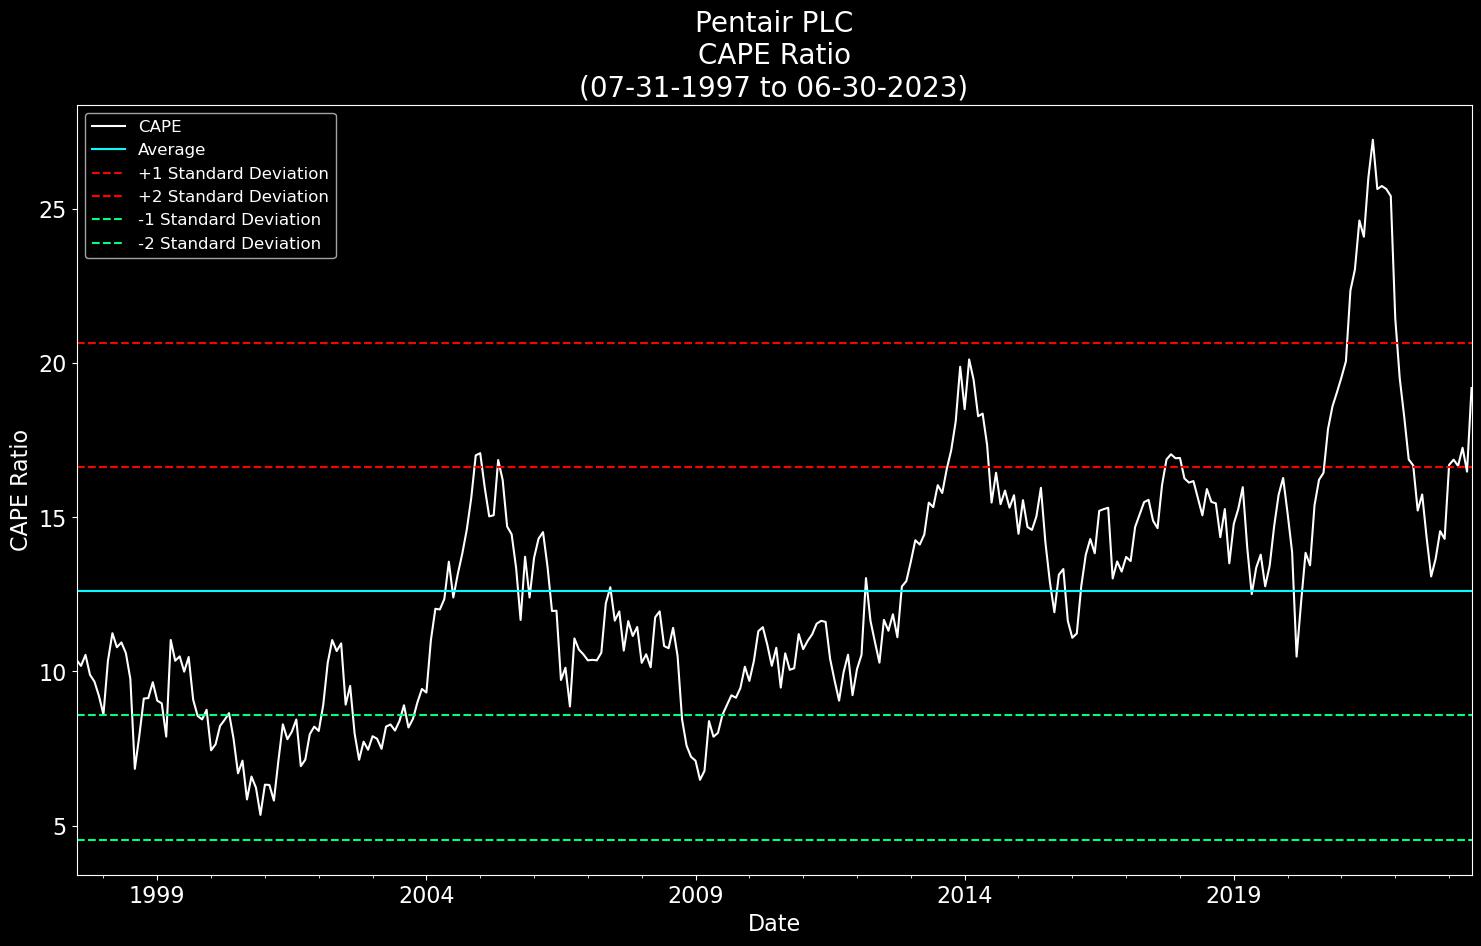 Pentair PLC
CAPE Ratio
(07-31-1997 to 06-30-2023)
CAPE
Average
+1 Standard Deviation
+2 Standard Deviation
-1 Standard Deviation
-2 Standard Deviation
25
20
15
10
5
CAPE Ratio
1999 2004 2009 2014 2019
Date